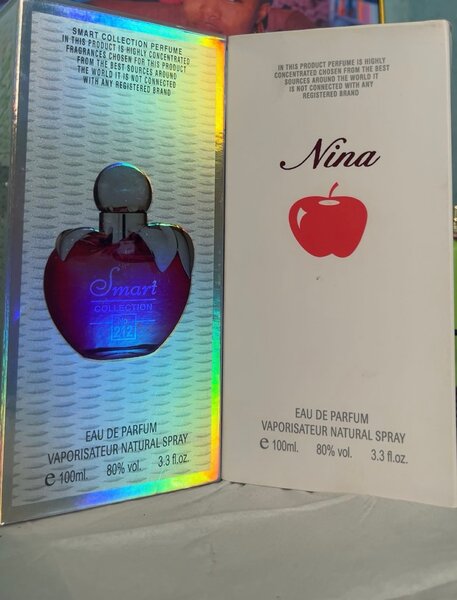 SMART COLLECTION PERFUME
IN THIS PRODUCT IS HIGHLY CONCENTRATED
FRAGRANCES CHOSEN FOR THIS PRODUCT
FROM THE BEST SOURCES AROUND
THE WORLD IT IS NOT CONNECTED
WITH ANY REGISTERED BRAND
Smart
COLLECTION
No
212
EAU DE PARFUM
VAPORISATEUR NATURAL SPRAY
e 100ml. 80% vol. 3.3 fl.oz.
IN THIS PRODUCT PERFUME IS HIGHLY
CONCENTRATED CHOSEN FROM THE BEST
SOURCES AROUND THE WORLD IT
IS NOT CONNECTED WITH ANY
REGISTERED BRAND
Nina
EAU DE PARFUM
VAPORISATEUR NATURAL SPRAY
e 100ml. 80% vol. 3.3 fl.oz.